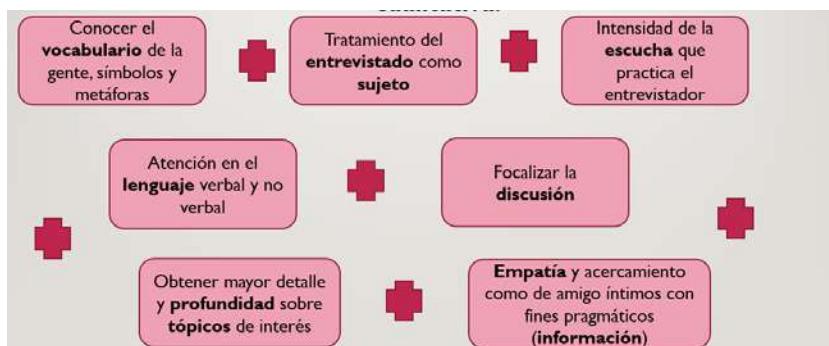 Conocer el
vocabulario de la
gente, símbolos y
metáforas
Tratamiento del
entrevistado como
sujeto
Intensidad de la
escucha que
practica el
entrevistador
Atención en el
lenguaje verbal y no
verbal
Focalizar la
discusión
Obtener mayor detalle
y profundidad sobre
tópicos de interés
Empatía y acercamiento
como de amigo íntimos con
fines pragmáticos
(información)